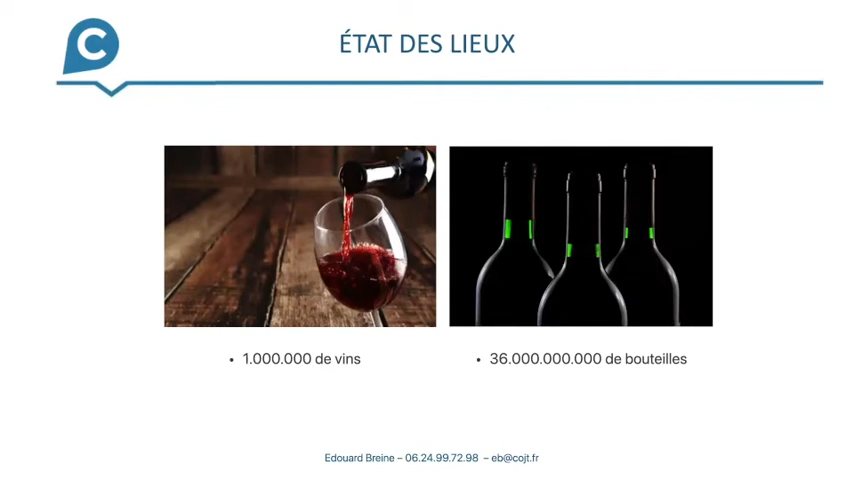 C
ÉTAT DES LIEUX
• 1.000.000 de vins
• 36.000.000.000 de bouteilles
Edouard Breine – 06.24.99.72.98 – eb@cojt.fr